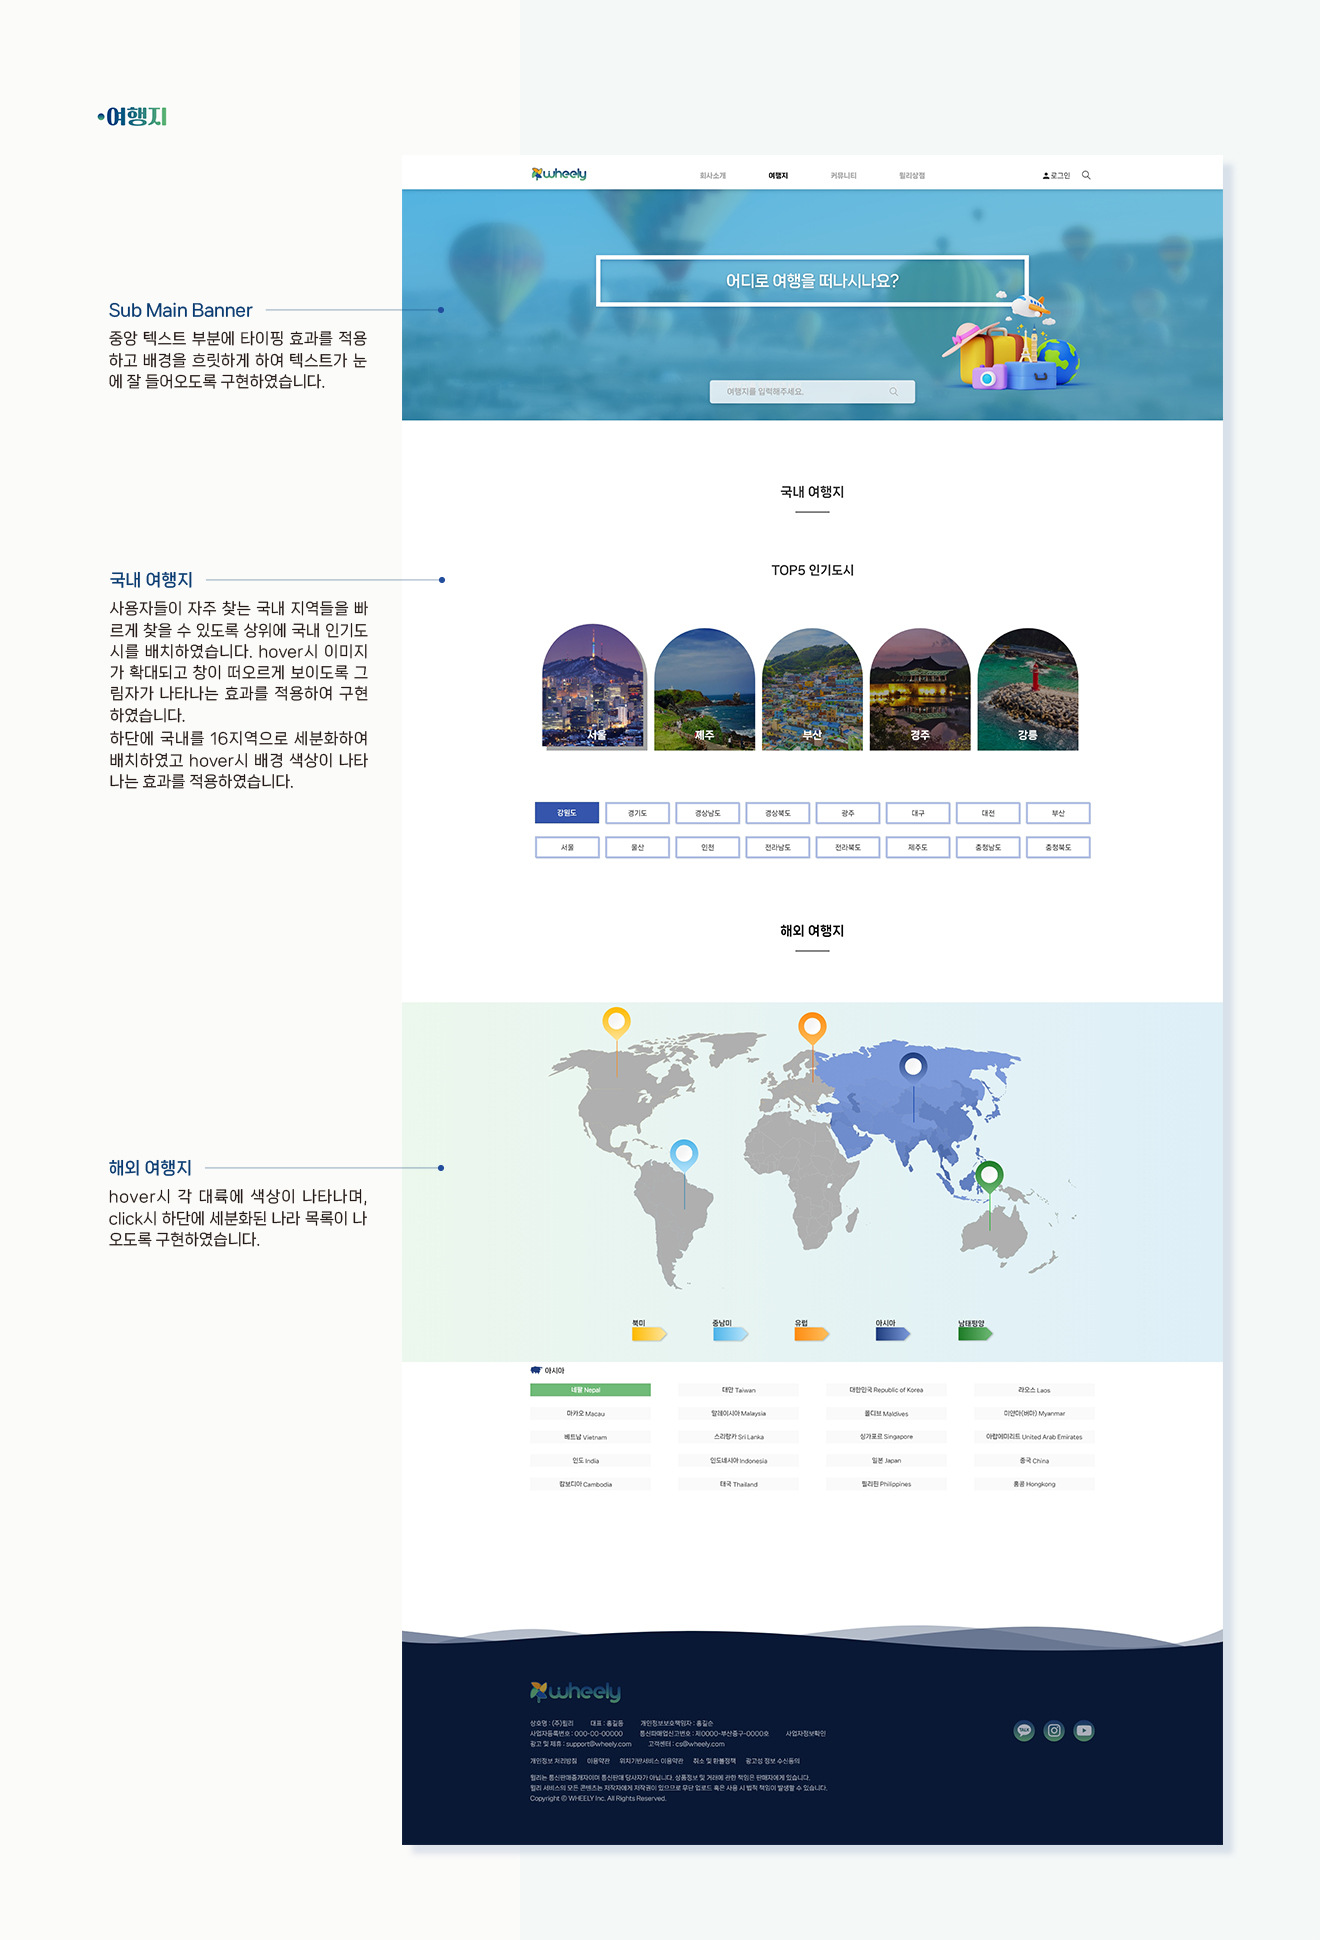 •여행지
wheely
회사소개 여행지 커뮤니티 윌리상점 로그인
어디로 여행을 떠나시나요?
여행지를 입력해주세요.
Sub Main Banner
중앙 텍스트 부분에 타이핑 효과를 적용
하고 배경을 흐릿하게 하여 텍스트가 눈
에 잘 들어오도록 구현하였습니다.
국내 여행지
TOP5 인기도시
국내 여행지
사용자들이 자주 찾는 국내 지역들을 빠
르게 찾을 수 있도록 상위에 국내 인기도
시를 배치하였습니다. hover시 이미지
가 확대되고 창이 떠오르게 보이도록 그
림자가 나타나는 효과를 적용하여 구현
하였습니다.
하단에 국내를 16지역으로 세분화하여
배치하였고 hover시 배경 색상이 나타
나는 효과를 적용하였습니다.
서울 제주 부산 경주 강릉
강원도 경기도 경상남도 경상북도 광주 대구 대전 부산
서울 울산 인천 전라남도 전라북도 제주도 충청남도 충청북도
해외 여행지
해외 여행지
hover시 각 대륙에 색상이 나타나며,
click시 하단에 세분화된 나라 목록이 나
오도록 구현하였습니다.
북미 중남미 유럽 아시아 남태평양
아시아
네팔 Nepal 대만 Taiwan 대한민국 Republic of Korea 라오스 Laos
마카오 Macau 말레이시아 Malaysia 몰디브 Maldives 미얀마(버마) Myanmar
베트남 Vietnam 스리랑카 Sri Lanka 싱가포르 Singapore 아랍에미리트 United Arab Emirates
인도 India 인도네시아 Indonesia 일본 Japan 중국 China
캄보디아 Cambodia 태국 Thailand 필리핀 Philippines 홍콩 Hongkong
wheely
상호명 : (주)윌리 대표 : 홍길동 개인정보보호책임자 : 홍길순
사업자등록번호 : 000-00-00000 통신판매업신고번호 : 제0000-부산중구-0000호 사업자정보확인
광고 및 제휴 : support@wheely.com 고객센터 : cs@wheely.com
개인정보 처리방침 이용약관 위치기반서비스 이용약관 취소 및 환불정책 광고성 정보 수신동의
윌리는 통신판매중개자이며 통신판매 당사자가 아닙니다. 상품정보 및 거래에 관한 책임은 판매자에게 있습니다.
윌리 서비스의 모든 콘텐츠는 저작자에게 저작권이 있으므로 무단 업로드 혹은 사용 시 법적 책임이 발생할 수 있습니다.
Copyright © WHEELY Inc. All Rights Reserved.